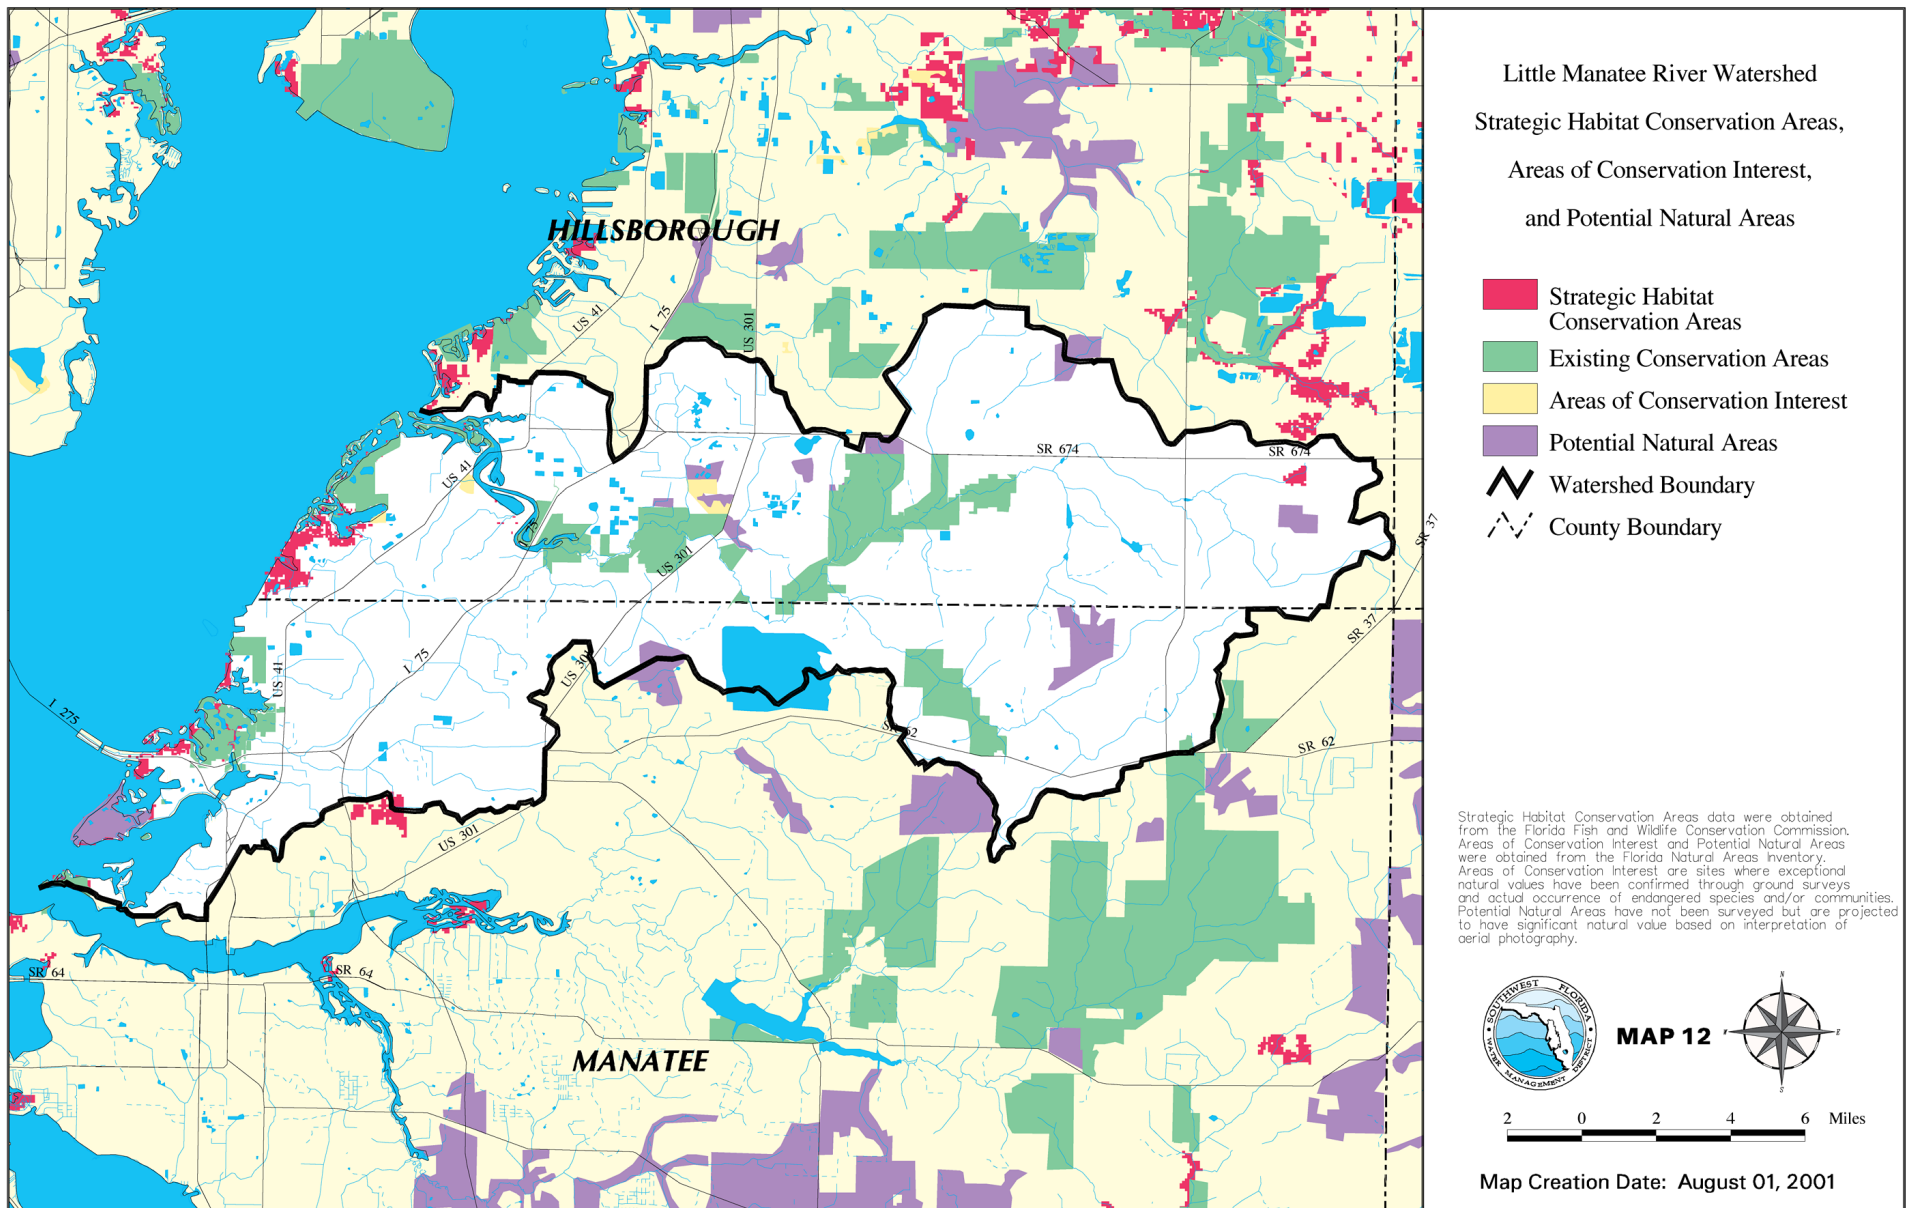 Little Manatee River Watershed
Strategic Habitat Conservation Areas,
Areas of Conservation Interest,
and Potential Natural Areas
Strategic Habitat
Conservation Areas
Existing Conservation Areas
Areas of Conservation Interest
Potential Natural Areas
Watershed Boundary
County Boundary
HILLSBOROUGH
US 41
I 75
US 301
SR 674
SR 674
US 41
75
US 301
SR 37
SR 37
US 41
I 75
US 301
I 275
SR 62
SR 62
US 301
SR 64
SR 64
MANATEE
Strategic Habitat Conservation Areas data were obtained
from the Florida Fish and Wildlife Conservation Commission.
Areas of Conservation Interest and Potential Natural Areas
were obtained from the Florida Natural Areas Inventory.
Areas of Conservation Interest are sites where exceptional
natural values have been confirmed through ground surveys
and actual occurrence of endangered species and/or communities.
Potential Natural Areas have not been surveyed but are projected
to have significant natural value based on interpretation of
aerial photography.
SOUTHWEST FLORIDA
WATER MANAGEMENT DISTRICT
MAP 12
N
E
S
2 0 2 4 6 Miles
Map Creation Date: August 01, 2001